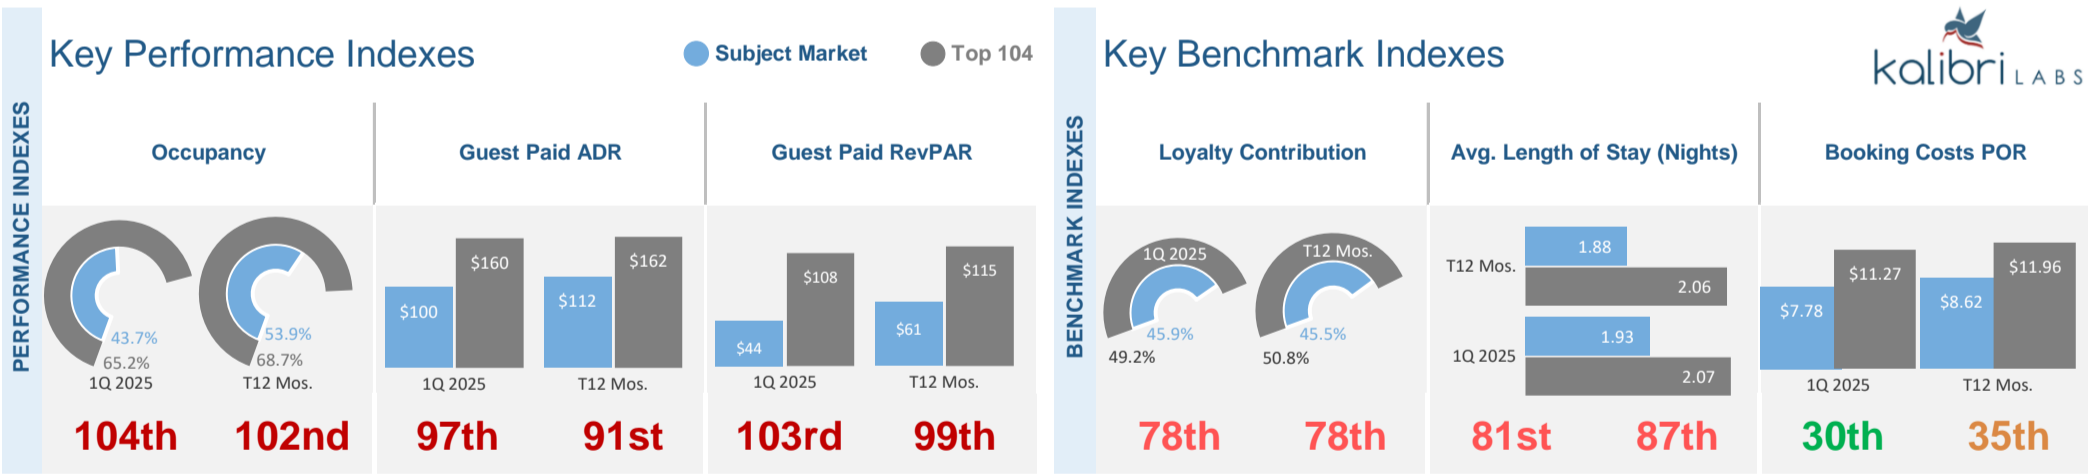 PERFORMANCE INDEXES
Key Performance Indexes
Subject Market
Top 104
Occupancy
Guest Paid ADR
Guest Paid RevPAR
43.7%
65.2%
1Q 2025
53.9%
68.7%
T12 Mos.
$100
$160
1Q 2025
$112
$162
T12 Mos.
$44
$108
1Q 2025
$61
$115
T12 Mos.
104th
102nd
97th
91st
103rd
99th
BENCHMARK INDEXES
Key Benchmark Indexes
kalibri LABS
Loyalty Contribution
Avg. Length of Stay (Nights)
Booking Costs POR
1Q 2025
45.9%
49.2%
T12 Mos.
45.5%
50.8%
T12 Mos.
1.88
2.06
1Q 2025
1.93
2.07
$7.78
$11.27
1Q 2025
$8.62
$11.96
T12 Mos.
78th
78th
81st
87th
30th
35th